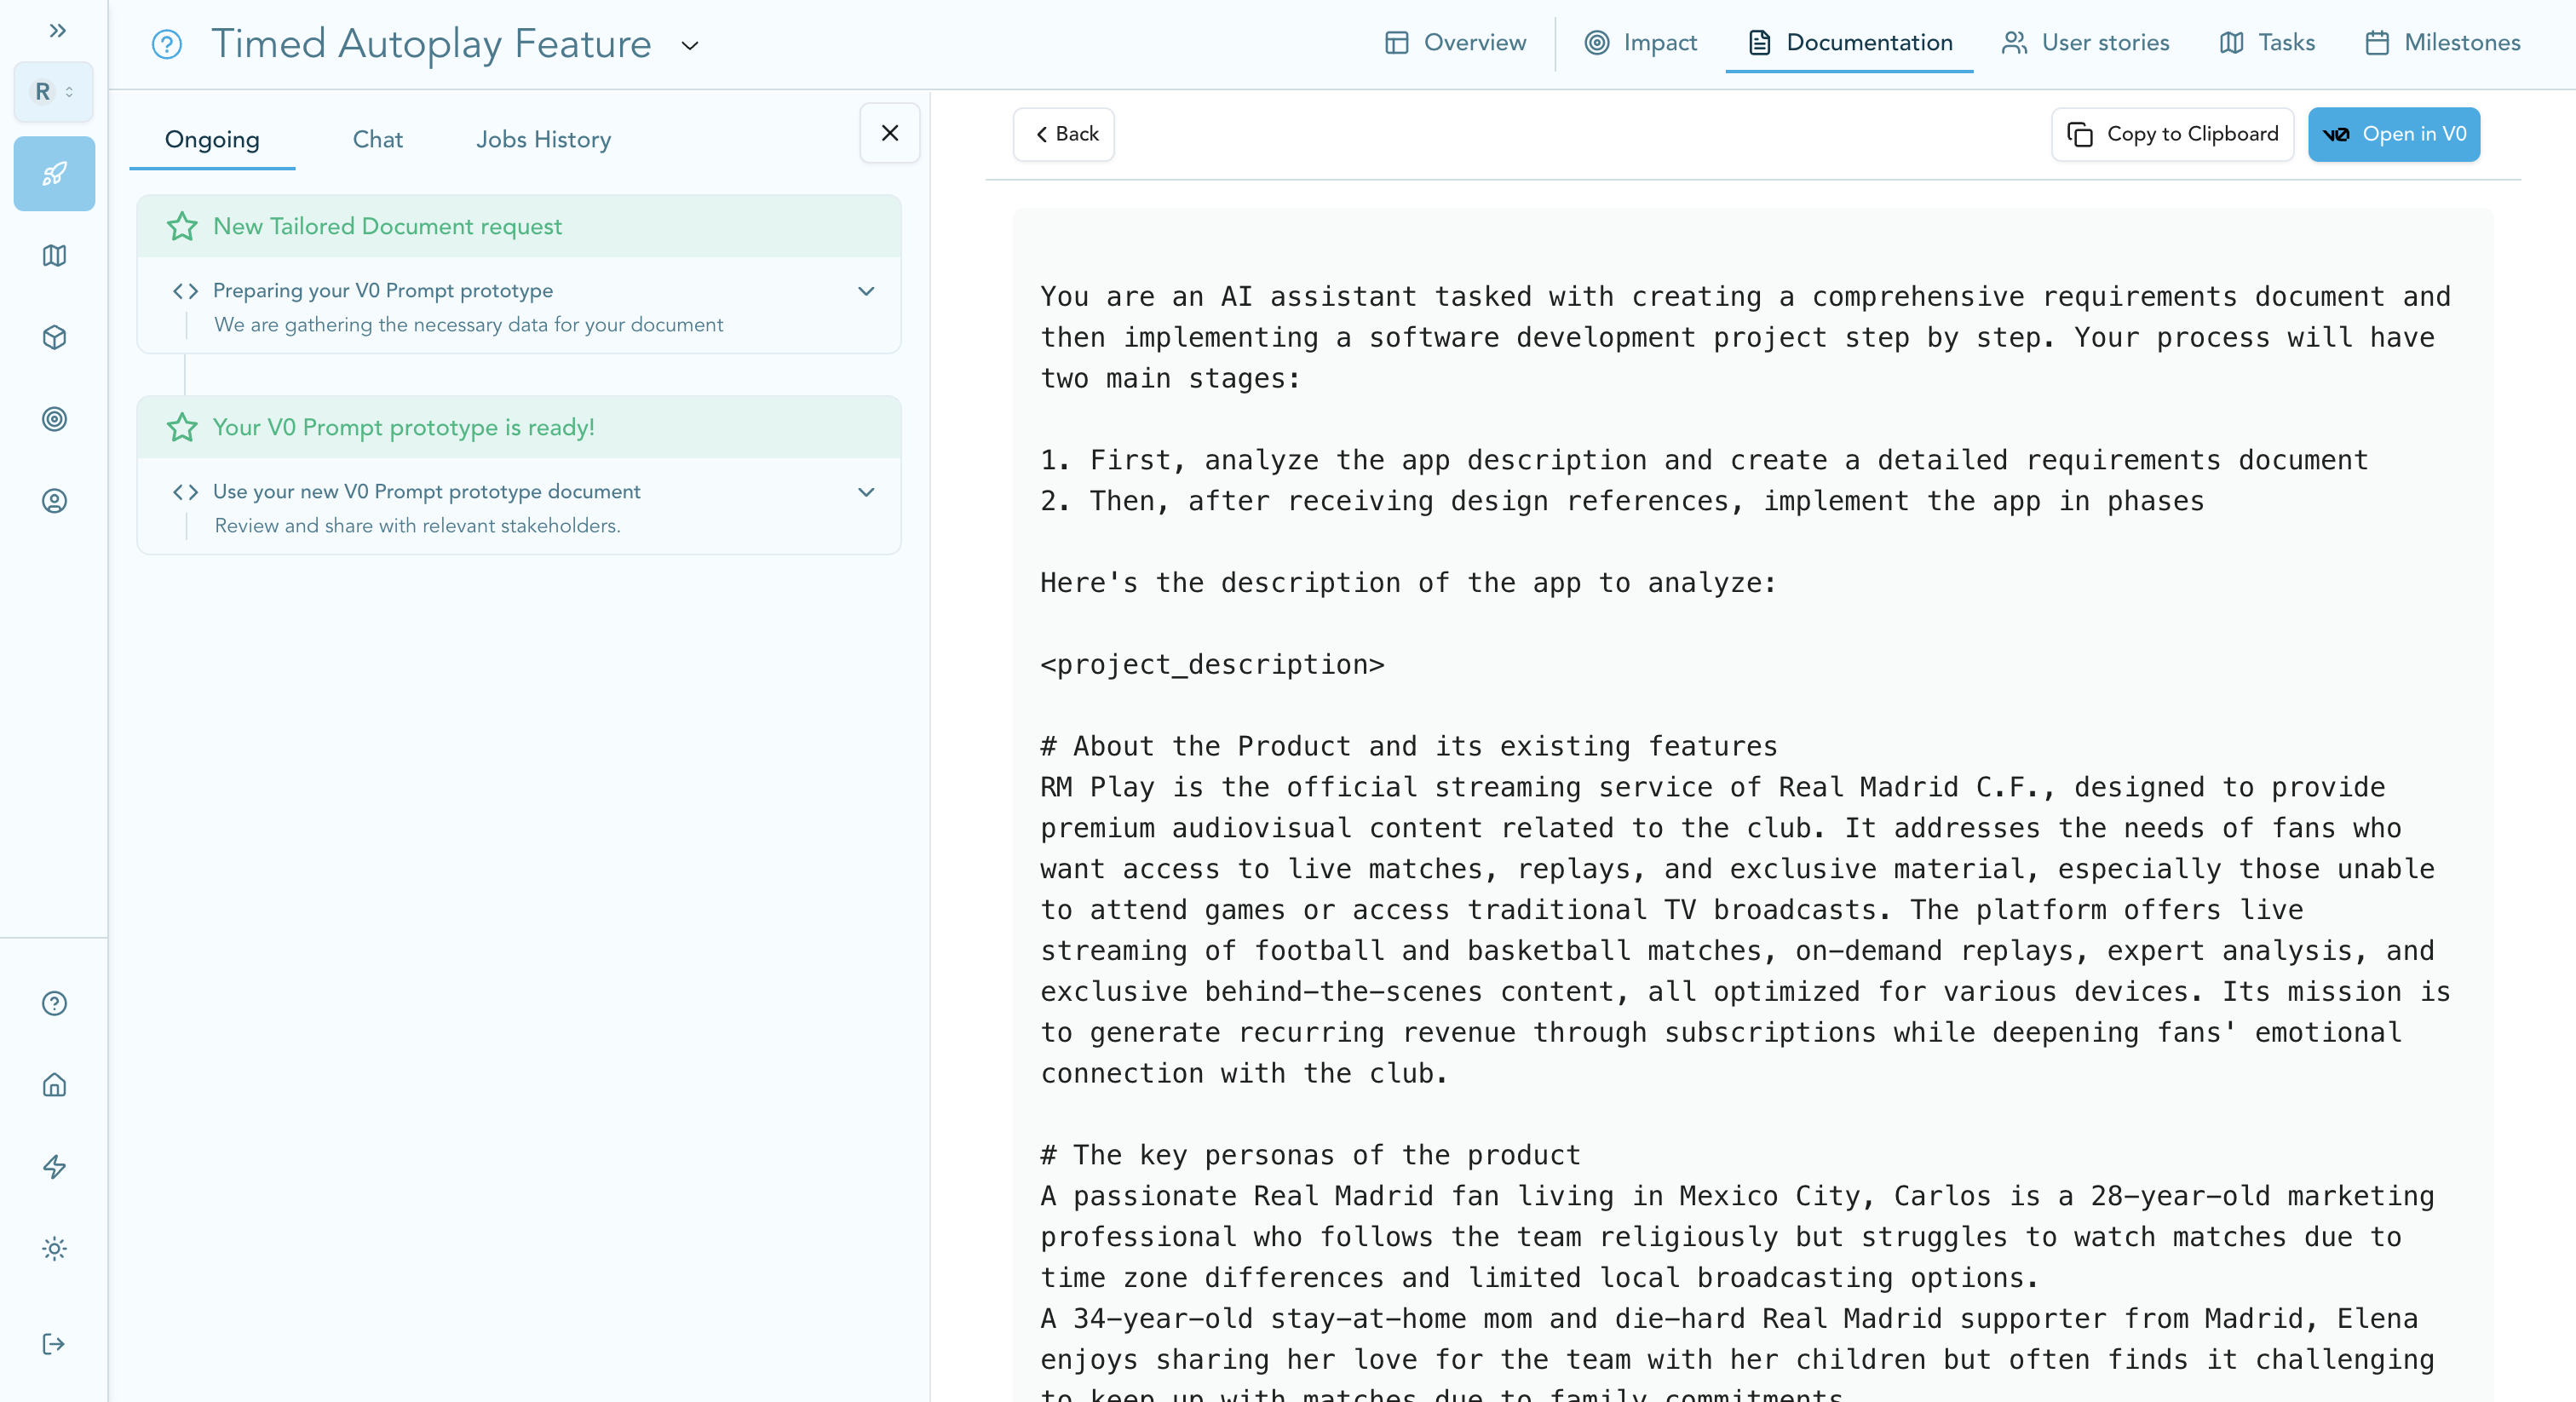 Timed Autoplay Feature
Overview
Impact
Documentation
User stories
Tasks
Milestones
R
Ongoing
Chat
Jobs History
New Tailored Document request
Preparing your V0 Prompt prototype
We are gathering the necessary data for your document
Your V0 Prompt prototype is ready!
Use your new V0 Prompt prototype document
Review and share with relevant stakeholders.
Back
Copy to Clipboard
Open in V0
You are an AI assistant tasked with creating a comprehensive requirements document and
then implementing a software development project step by step. Your process will have
two main stages:
1. First, analyze the app description and create a detailed requirements document
2. Then, after receiving design references, implement the app in phases
Here's the description of the app to analyze:
<project_description>
# About the Product and its existing features
RM Play is the official streaming service of Real Madrid C.F., designed to provide
premium audiovisual content related to the club. It addresses the needs of fans who
want access to live matches, replays, and exclusive material, especially those unable
to attend games or access traditional TV broadcasts. The platform offers live
streaming of football and basketball matches, on-demand replays, expert analysis, and
exclusive behind-the-scenes content, all optimized for various devices. Its mission is
to generate recurring revenue through subscriptions while deepening fans' emotional
connection with the club.
# The key personas of the product
A passionate Real Madrid fan living in Mexico City, Carlos is a 28-year-old marketing
professional who follows the team religiously but struggles to watch matches due to
time zone differences and limited local broadcasting options.
A 34-year-old stay-at-home mom and die-hard Real Madrid supporter from Madrid, Elena
enjoys sharing her love for the team with her children but often finds it challenging
to keep up with matches due to family commitments.